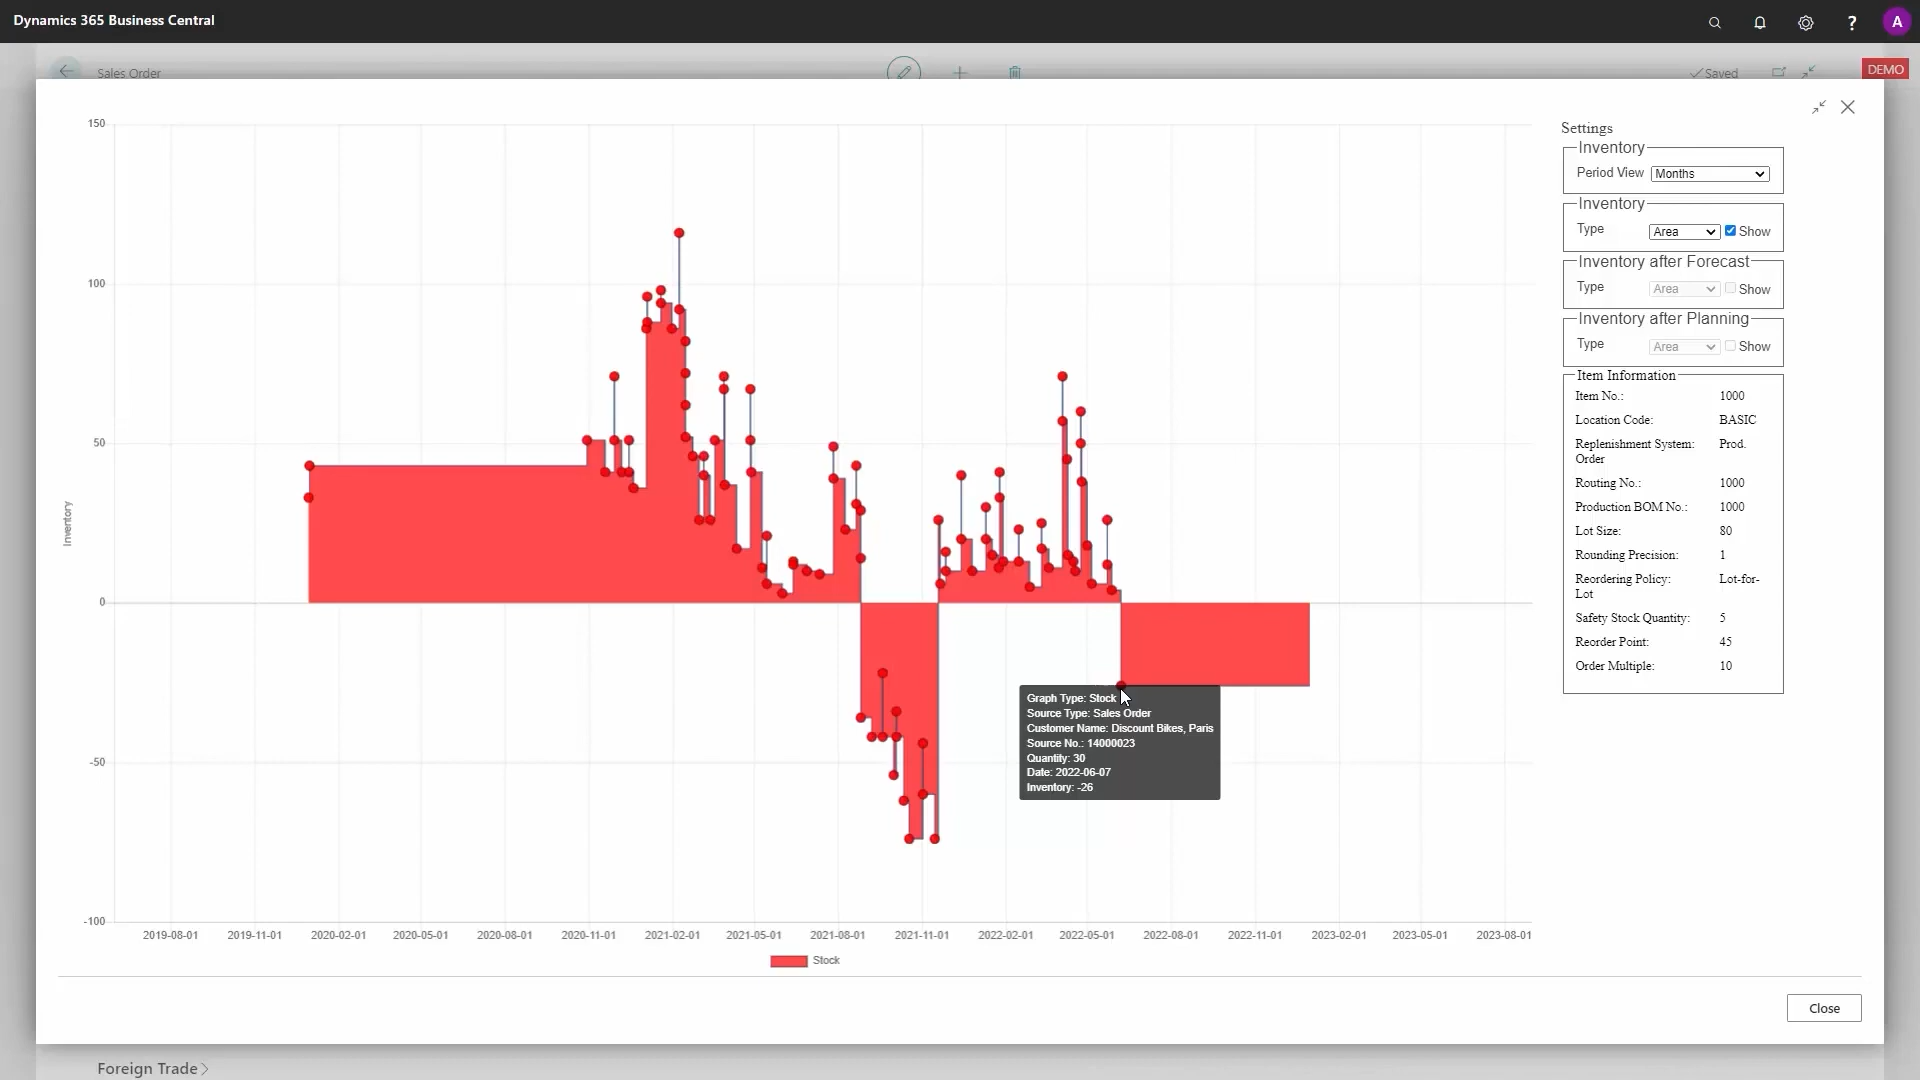 Dynamics 365 Business Central
?
A
Sales Order
Saved
DEMO
150
100
50
0
-50
-100
Inventory
2019-08-01 2019-11-01 2020-02-01 2020-05-01 2020-08-01 2020-11-01 2021-02-01 2021-05-01 2021-08-01 2021-11-01 2022-02-01 2022-05-01 2022-08-01 2022-11-01 2023-02-01 2023-05-01 2023-08-01
Stock
Graph Type: Stock
Source Type: Sales Order
Customer Name: Discount Bikes, Paris
Source No.: 14000023
Quantity: 30
Date: 2022-06-07
Inventory: -26
Settings
Inventory
Period View Months
Inventory
Type Area Show
Inventory after Forecast
Type Area Show
Inventory after Planning
Type Area Show
Item Information
Item No.: 1000
Location Code: BASIC
Replenishment System: Prod.
Order
Routing No.: 1000
Production BOM No.: 1000
Lot Size: 80
Rounding Precision: 1
Reordering Policy: Lot-for-
Lot
Safety Stock Quantity: 5
Reorder Point: 45
Order Multiple: 10
Close
Foreign Trade